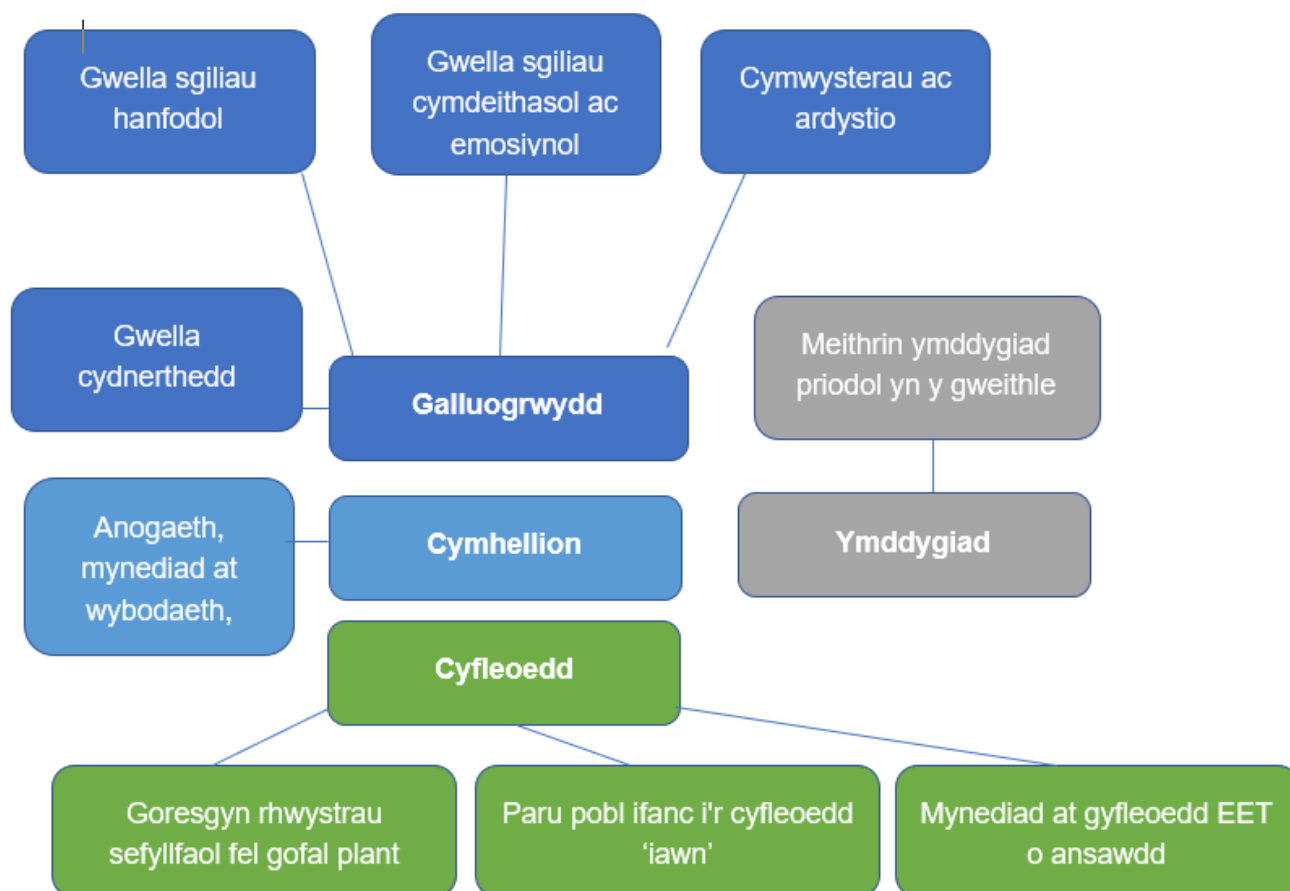 Gwella sgiliau
hanfodol
Gwella sgiliau
cymdeithasol ac
emosiynol
Cymwysterau ac
ardystio
Gwella
cydnerthedd
Galluogrwydd
Meithrin ymddygiad
priodol yn y gweithle
Anogaeth,
mynediad at
wybodaeth,
Cymhellion
Ymddygiad
Cyfleoedd
Goresgyn rhwystrau
sefyllfaol fel gofal plant
Paru pobl ifanc i'r cyfleoedd
‘iawn’
Mynediad at gyfleoedd EET
o ansawdd